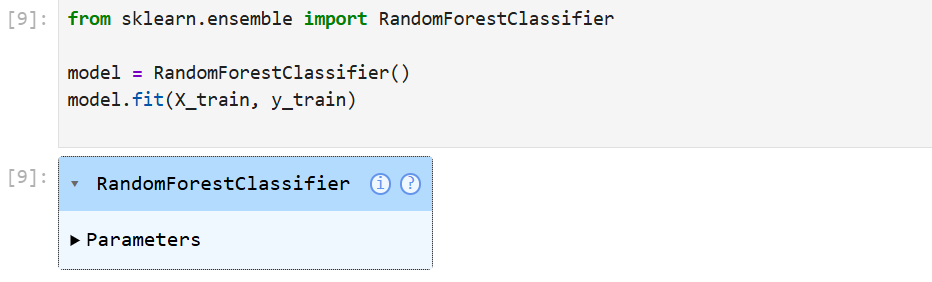 [9]: from sklearn.ensemble import RandomForestClassifier
model = RandomForestClassifier()
model.fit(X_train, y_train)
[9]: ▾ RandomForestClassifier i ?
▶ Parameters